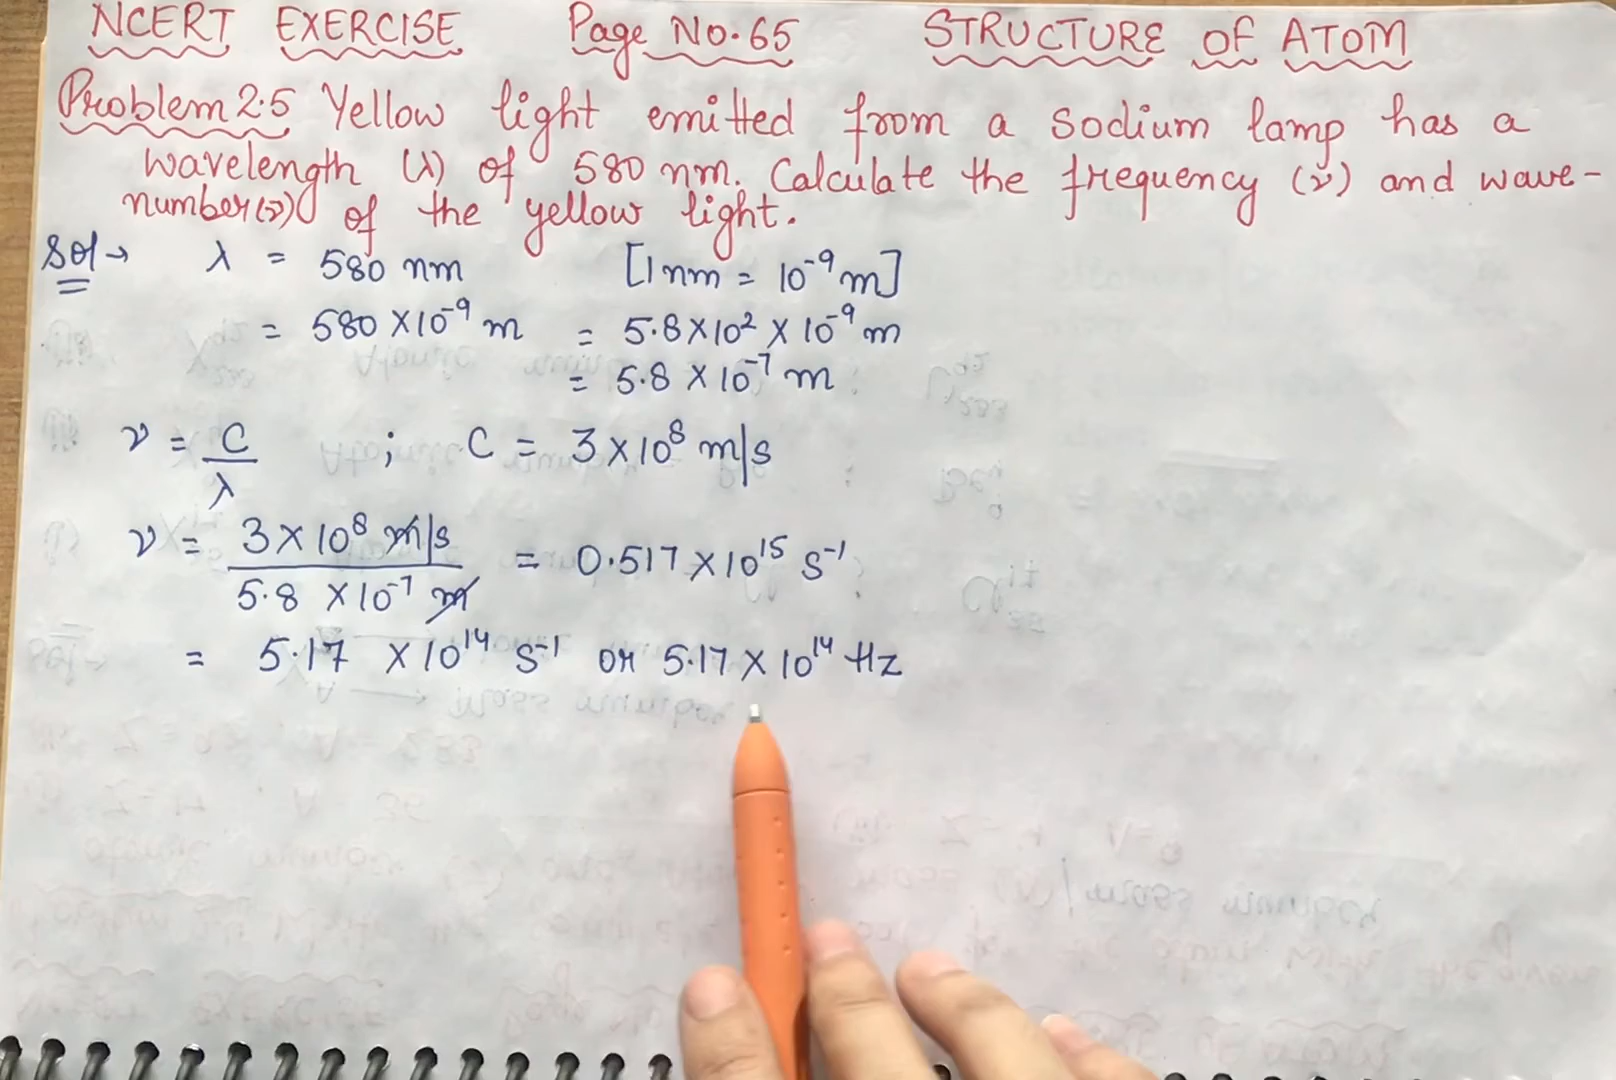 NCERT EXERCISE Page No.65 STRUCTURE OF ATOM
Problem 2.5 Yellow light emitted from a sodium lamp has a
wavelength (λ) of 580 nm. Calculate the frequency (ν) and wave-
number (ν̄) of the yellow light.
Sol→ λ = 580 nm [1 nm = 10⁻⁹ m]
= 580 × 10⁻⁹ m = 5.8 × 10² × 10⁻⁹ m
= 5.8 × 10⁻⁷ m
ν = C/λ ; C = 3 × 10⁸ m/s
ν = 3 × 10⁸ m/s / 5.8 × 10⁻⁷ m = 0.517 × 10¹⁵ s⁻¹
= 5.17 × 10¹⁴ s⁻¹ or 5.17 × 10¹⁴ Hz